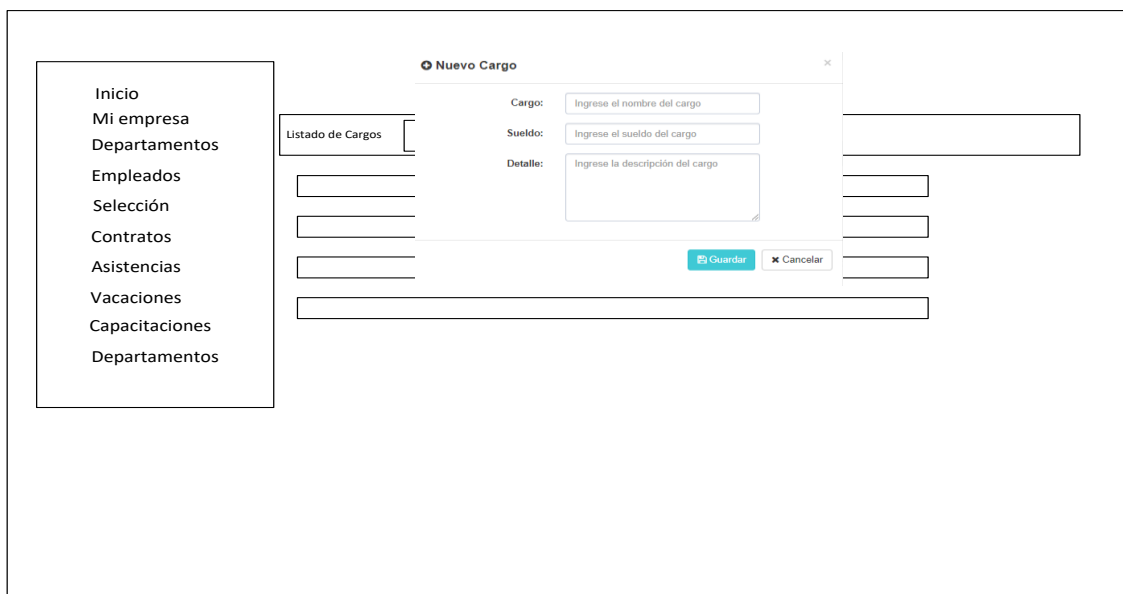 Inicio
Mi empresa
Departamentos
Empleados
Selección
Contratos
Asistencias
Vacaciones
Capacitaciones
Departamentos
Listado de Cargos
Nuevo Cargo
×
Cargo: Ingrese el nombre del cargo
Sueldo: Ingrese el sueldo del cargo
Detalle: Ingrese la descripción del cargo
Guardar
Cancelar